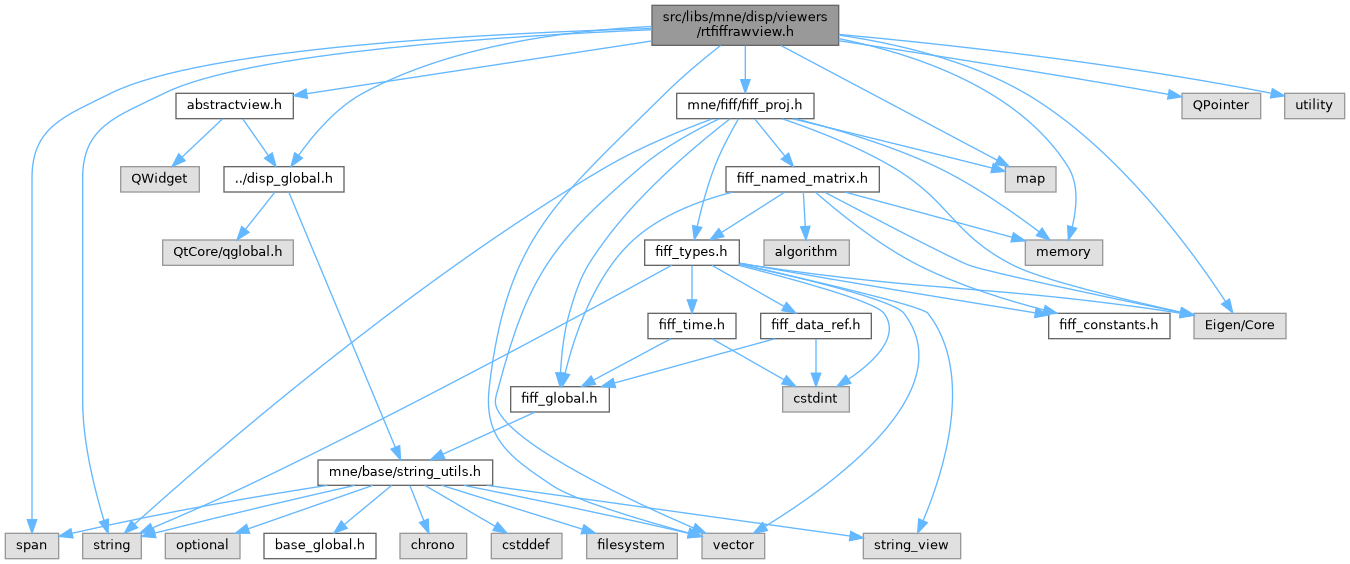 src/libs/mne/disp/viewers
/rtfiffrawview.h
abstractview.h
mne/fiff/fiff_proj.h
QPointer
utility
QWidget
../disp_global.h
fiff_named_matrix.h
map
QtCore/qglobal.h
fiff_types.h
algorithm
memory
fiff_time.h
fiff_data_ref.h
fiff_constants.h
Eigen/Core
fiff_global.h
cstdint
mne/base/string_utils.h
span
string
optional
base_global.h
chrono
cstddef
filesystem
vector
string_view